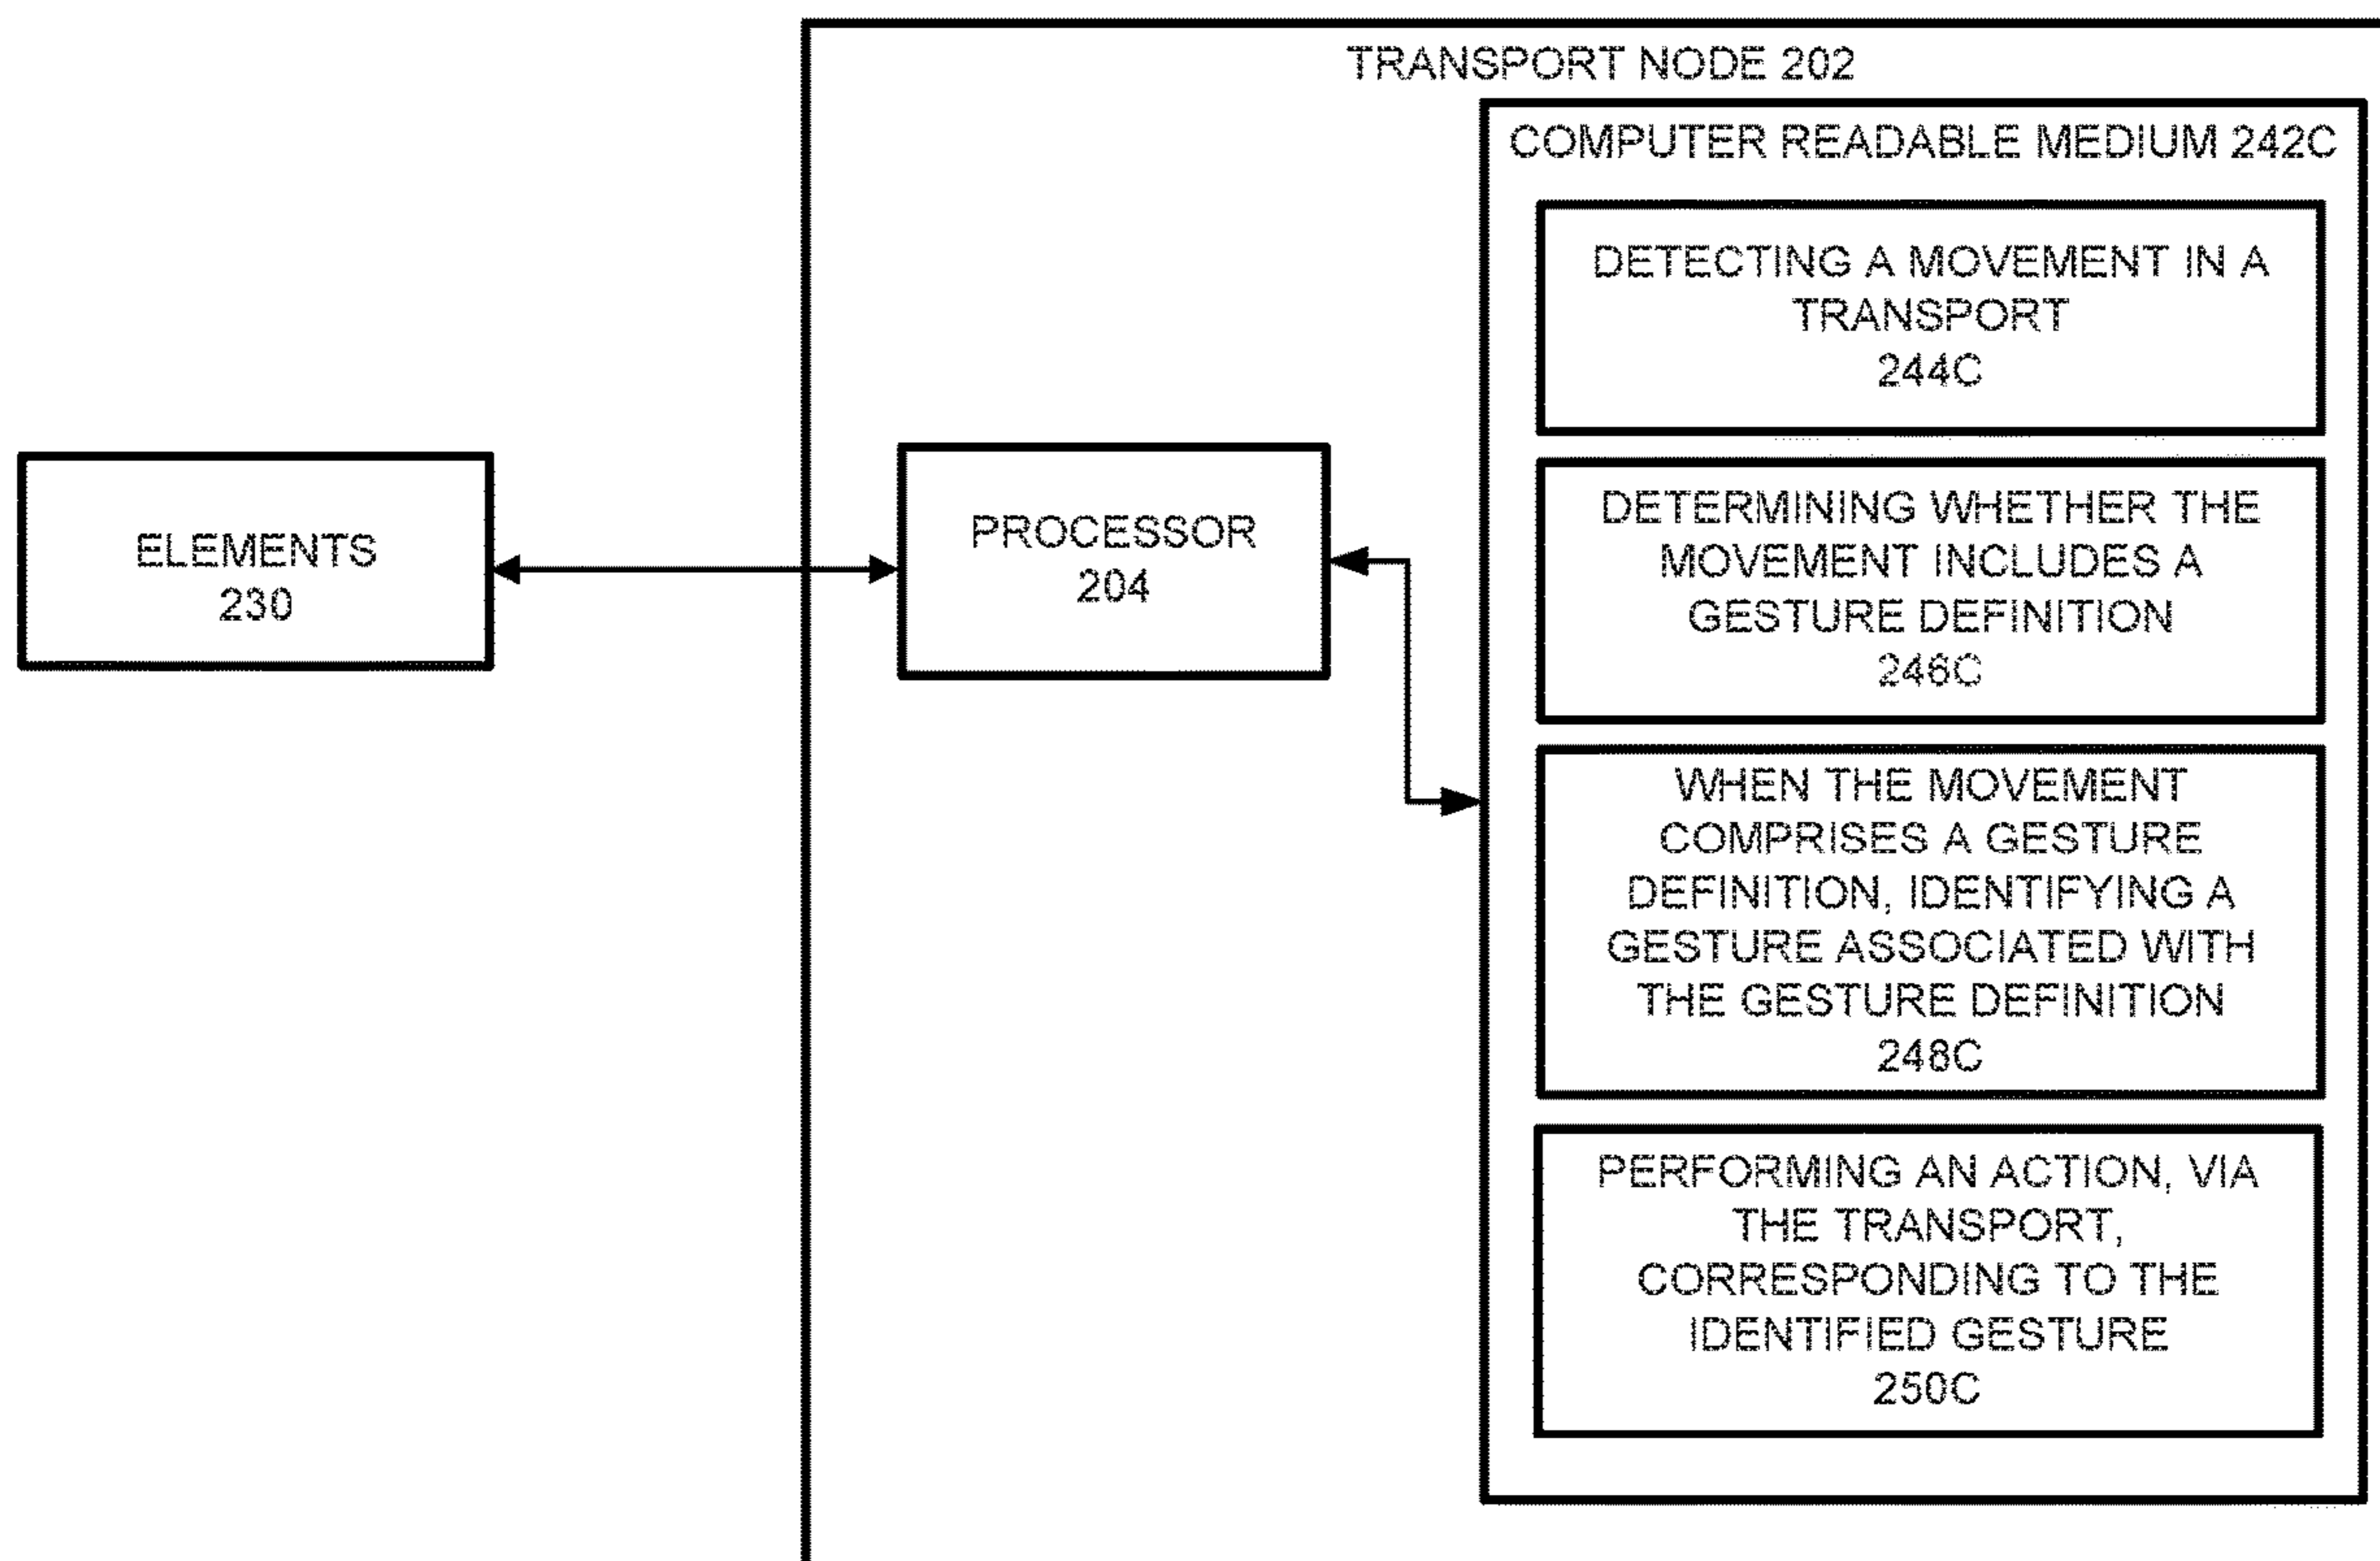 TRANSPORT NODE 202
COMPUTER READABLE MEDIUM 242C
DETECTING A MOVEMENT IN A
TRANSPORT
244C
ELEMENTS
230
PROCESSOR
204
DETERMINING WHETHER THE
MOVEMENT INCLUDES A
GESTURE DEFINITION
246C
WHEN THE MOVEMENT
COMPRISES A GESTURE
DEFINITION, IDENTIFYING A
GESTURE ASSOCIATED WITH
THE GESTURE DEFINITION
248C
PERFORMING AN ACTION, VIA
THE TRANSPORT,
CORRESPONDING TO THE
IDENTIFIED GESTURE
250C